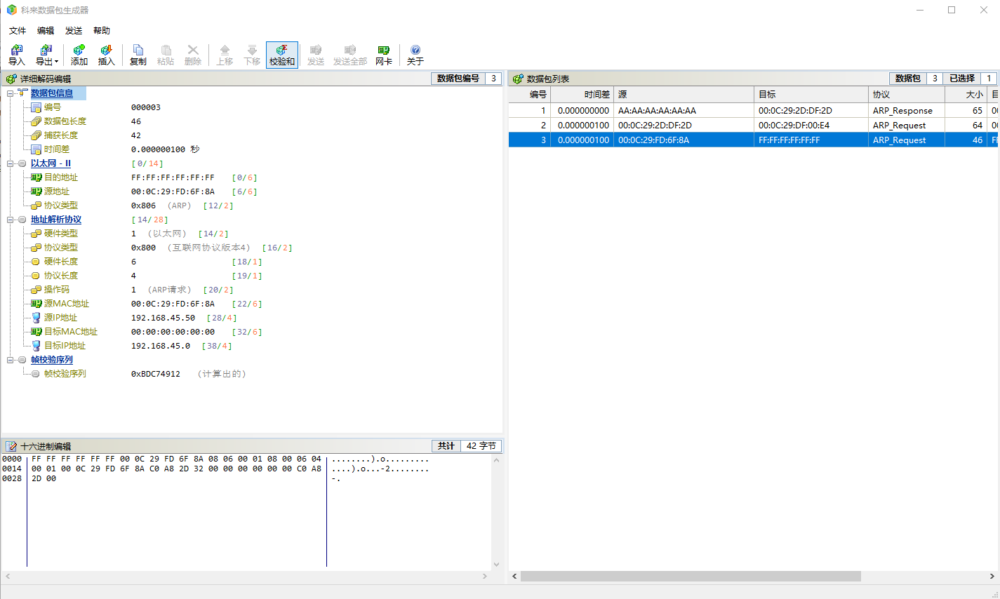 科来数据包生成器
文件 编辑 发送 帮助
导入 导出 添加 插入 复制 粘贴 删除 上移 下移 校验和 发送 发送全部 网卡 关于
详细解码编辑 数据包编号 3
数据包信息
编号 000003
数据包长度 46
捕获长度 42
时间差 0.000000100 秒
以太网 - II [0/14]
目的地址 FF:FF:FF:FF:FF:FF [0/6]
源地址 00:0C:29:FD:6F:8A [6/6]
协议类型 0x806 (ARP) [12/2]
地址解析协议 [14/28]
硬件类型 1 (以太网) [14/2]
协议类型 0x800 (互联网协议版本4) [16/2]
硬件长度 6 [18/1]
协议长度 4 [19/1]
操作码 1 (ARP请求) [20/2]
源MAC地址 00:0C:29:FD:6F:8A [22/6]
源IP地址 192.168.45.50 [28/4]
目标MAC地址 00:00:00:00:00:00 [32/6]
目标IP地址 192.168.45.0 [38/4]
帧校验序列
帧校验序列 0xBDC74912 (计算出的)
十六进制编辑 共计 42 字节
0000 FF FF FF FF FF FF 00 0C 29 FD 6F 8A 08 06 00 01 08 00 06 04 ........).o.........
0014 00 01 00 0C 29 FD 6F 8A C0 A8 2D 32 00 00 00 00 00 00 C0 A8 ....).o...-2........
0028 2D 00 -.
数据包列表 数据包 3 已选择 1
编号 时间差 源 目标 协议 大小 目
1 0.000000000 AA:AA:AA:AA:AA:AA 00:0C:29:2D:DF:2D ARP_Response 65 00
2 0.000000100 00:0C:29:2D:DF:2D 00:0C:29:DF:00:E4 ARP_Request 64 00
3 0.000000100 00:0C:29:FD:6F:8A FF:FF:FF:FF:FF:FF ARP_Request 46 FF